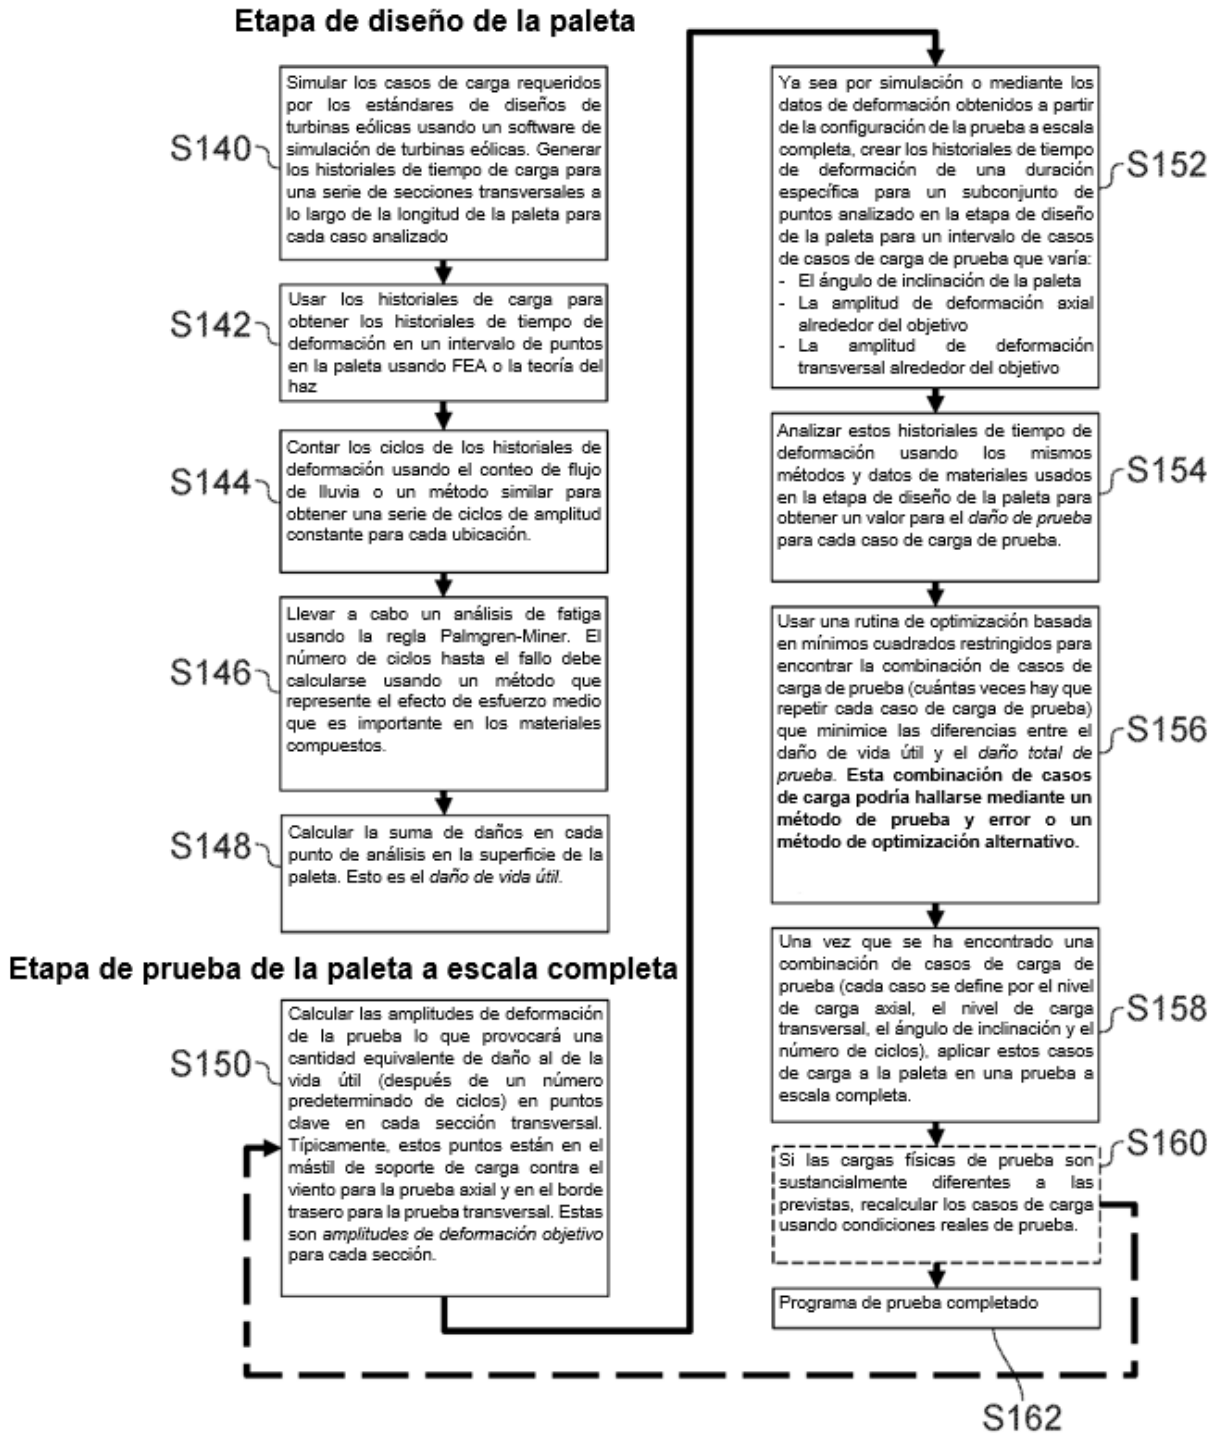 Etapa de diseño de la paleta
S140
Simular los casos de carga requeridos
por los estándares de diseños de
turbinas eólicas usando un software de
simulación de turbinas eólicas. Generar
los historiales de tiempo de carga para
una serie de secciones transversales a
lo largo de la longitud de la paleta para
cada caso analizado
S142
Usar los historiales de carga para
obtener los historiales de tiempo de
deformación en un intervalo de puntos
en la paleta usando FEA o la teoría del
haz
S144
Contar los ciclos de los historiales de
deformación usando el conteo de flujo
de lluvia o un método similar para
obtener una serie de ciclos de amplitud
constante para cada ubicación.
S146
Llevar a cabo un análisis de fatiga
usando la regla Palmgren-Miner. El
número de ciclos hasta el fallo debe
calcularse usando un método que
represente el efecto de esfuerzo medio
que es importante en los materiales
compuestos.
S148
Calcular la suma de daños en cada
punto de análisis en la superficie de la
paleta. Esto es el daño de vida útil.
Etapa de prueba de la paleta a escala completa
S150
Calcular las amplitudes de deformación
de la prueba lo que provocará una
cantidad equivalente de daño al de la
vida útil (después de un número
predeterminado de ciclos) en puntos
clave en cada sección transversal.
Típicamente, estos puntos están en el
mástil de soporte de carga contra el
viento para la prueba axial y en el borde
trasero para la prueba transversal. Estas
son amplitudes de deformación objetivo
para cada sección.
Ya sea por simulación o mediante los
datos de deformación obtenidos a partir
de la configuración de la prueba a escala
completa, crear los historiales de tiempo
de deformación de una duración
específica para un subconjunto de
puntos analizado en la etapa de diseño
de la paleta para un intervalo de casos
de casos de carga de prueba que varía:
- El ángulo de inclinación de la paleta
- La amplitud de deformación axial
alrededor del objetivo
- La amplitud de deformación
transversal alrededor del objetivo
S152
Analizar estos historiales de tiempo de
deformación usando los mismos
métodos y datos de materiales usados
en la etapa de diseño de la paleta para
obtener un valor para el daño de prueba
para cada caso de carga de prueba.
S154
Usar una rutina de optimización basada
en mínimos cuadrados restringidos para
encontrar la combinación de casos de
carga de prueba (cuántas veces hay que
repetir cada caso de carga de prueba)
que minimice las diferencias entre el
daño de vida útil y el daño total de
prueba. Esta combinación de casos
de carga podría hallarse mediante un
método de prueba y error o un
método de optimización alternativo.
S156
Una vez que se ha encontrado una
combinación de casos de carga de
prueba (cada caso se define por el nivel
de carga axial, el nivel de carga
transversal, el ángulo de inclinación y el
número de ciclos), aplicar estos casos
de carga a la paleta en una prueba a
escala completa.
S158
Si las cargas físicas de prueba son
sustancialmente diferentes a las
previstas, recalcular los casos de carga
usando condiciones reales de prueba.
S160
Programa de prueba completado
S162